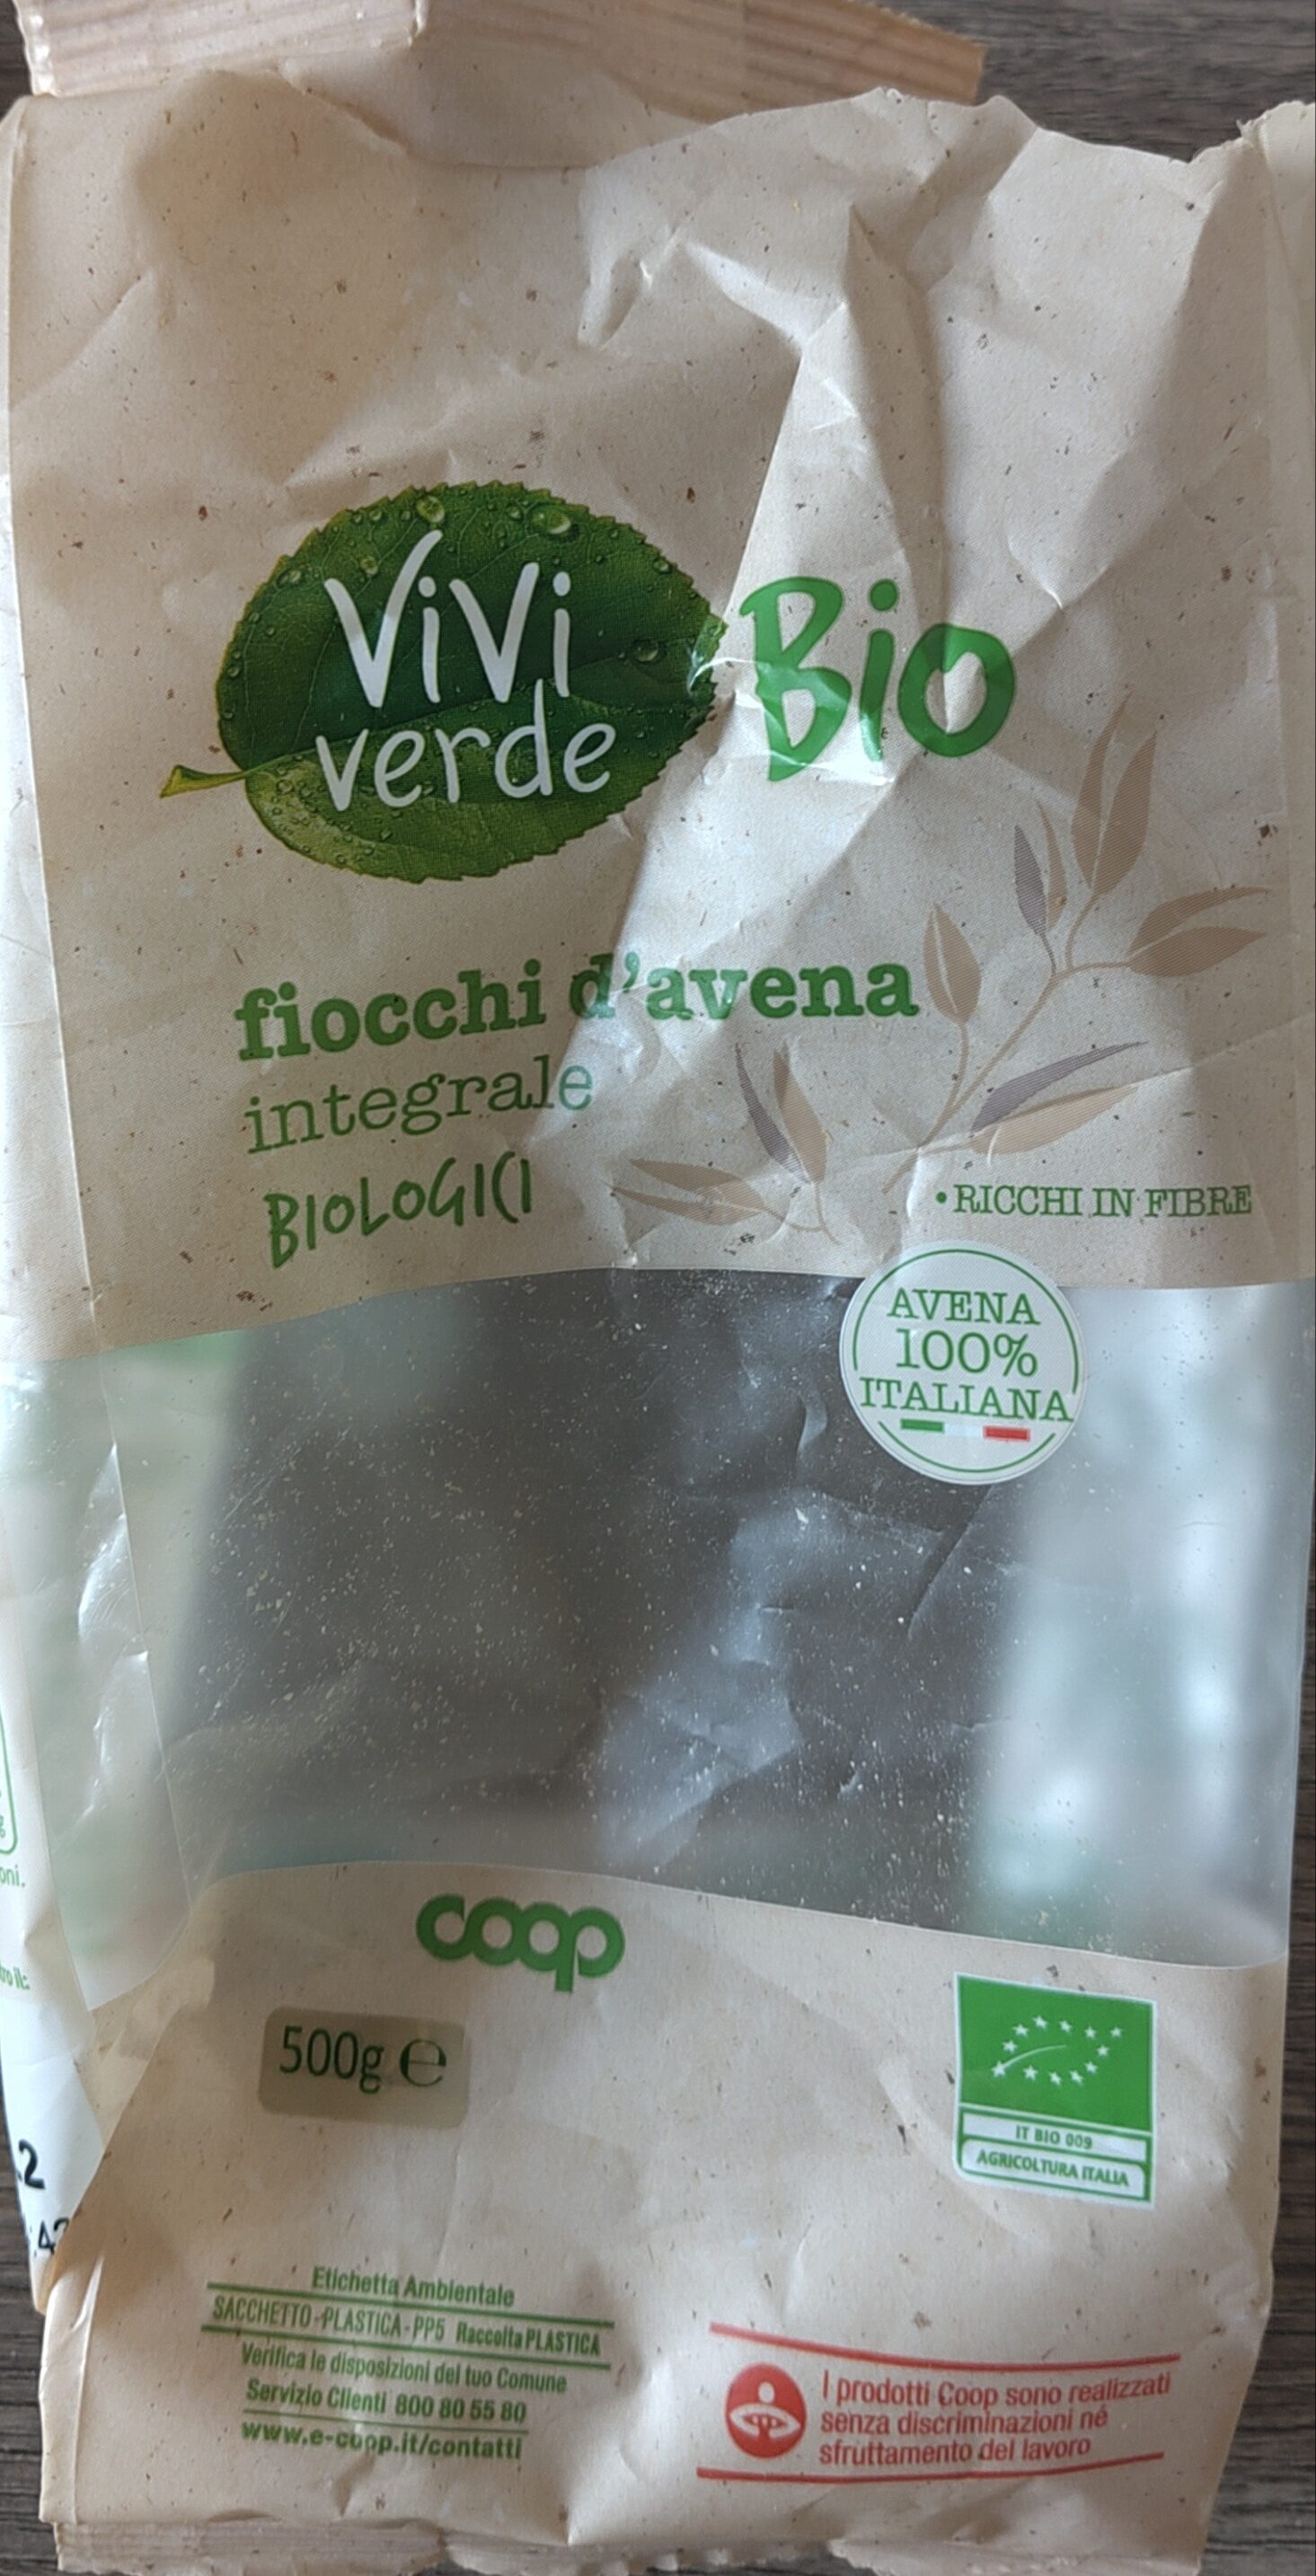 ViVi
verde
Bio
fiocchi d'avena
integrale
BIOLOGICI
• RICCHI IN FIBRE
AVENA
100%
ITALIANA
coop
500g ℮
IT BIO 009
AGRICOLTURA ITALIA
Etichetta Ambientale
SACCHETTO-PLASTICA-PP5 Raccolta PLASTICA
Verifica le disposizioni del tuo Comune
Servizio Clienti 800 80 55 80
www.e-coop.it/contatti
I prodotti Coop sono realizzati
senza discriminazioni né
sfruttamento del lavoro